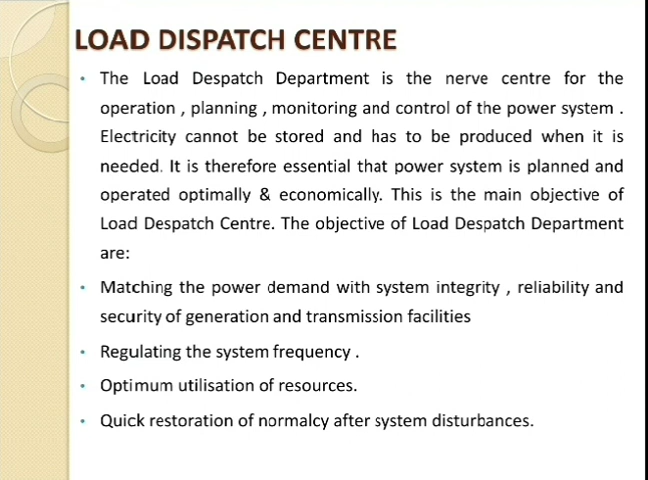 LOAD DISPATCH CENTRE
• The Load Despatch Department is the nerve centre for the
operation , planning , monitoring and control of the power system .
Electricity cannot be stored and has to be produced when it is
needed. It is therefore essential that power system is planned and
operated optimally & economically. This is the main objective of
Load Despatch Centre. The objective of Load Despatch Department
are:
• Matching the power demand with system integrity , reliability and
security of generation and transmission facilities
• Regulating the system frequency .
• Optimum utilisation of resources.
• Quick restoration of normalcy after system disturbances.